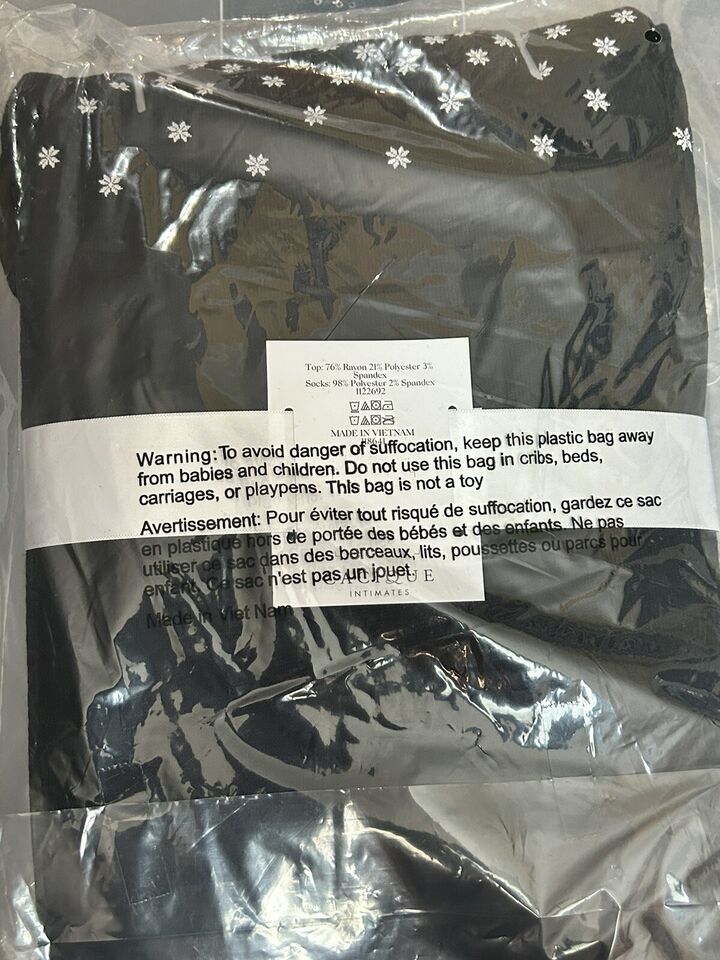 Top: 76% Rayon 21% Polyester 3%
Spandex
Socks: 98% Polyester 2% Spandex
1122692
MADE IN VIETNAM
Warning:To avoid danger of suffocation, keep this plastic bag away
from babies and children. Do not use this bag in cribs, beds,
carriages, or playpens. This bag is not a toy
Avertissement: Pour éviter tout risqué de suffocation, gardez ce sac
en plastique hors de portée des bébés et des enfants. Ne pas
utiliser ce sac dans des berceaux, lits, poussettes ou parcs pour
enfant, Ce sac n'est pas un jouet.
CACIQUE
INTIMATES
Made in Viet Nam